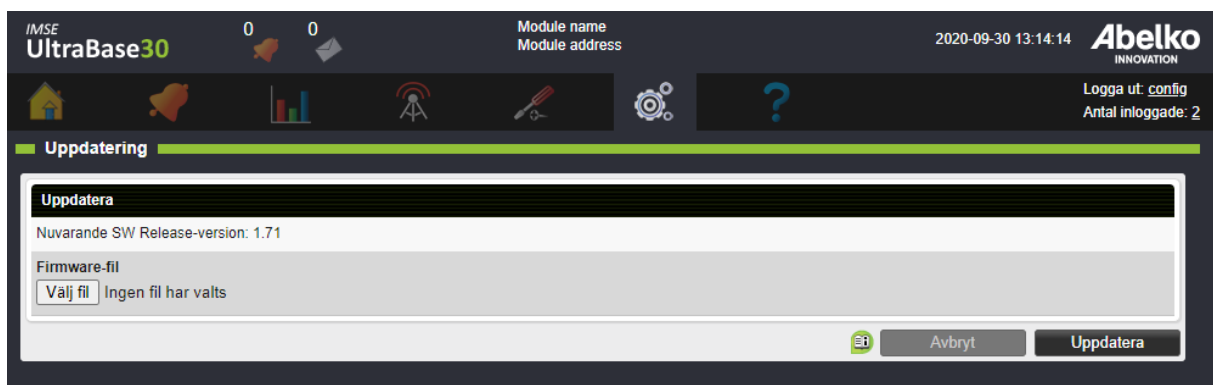 IMSE
UltraBase30
0
0
Module name
Module address
2020-09-30 13:14:14
Abelko
INNOVATION
Logga ut: config
Antal inloggade: 2
Uppdatering
Uppdatera
Nuvarande SW Release-version: 1.71
Firmware-fil
Välj fil Ingen fil har valts
Avbryt
Uppdatera